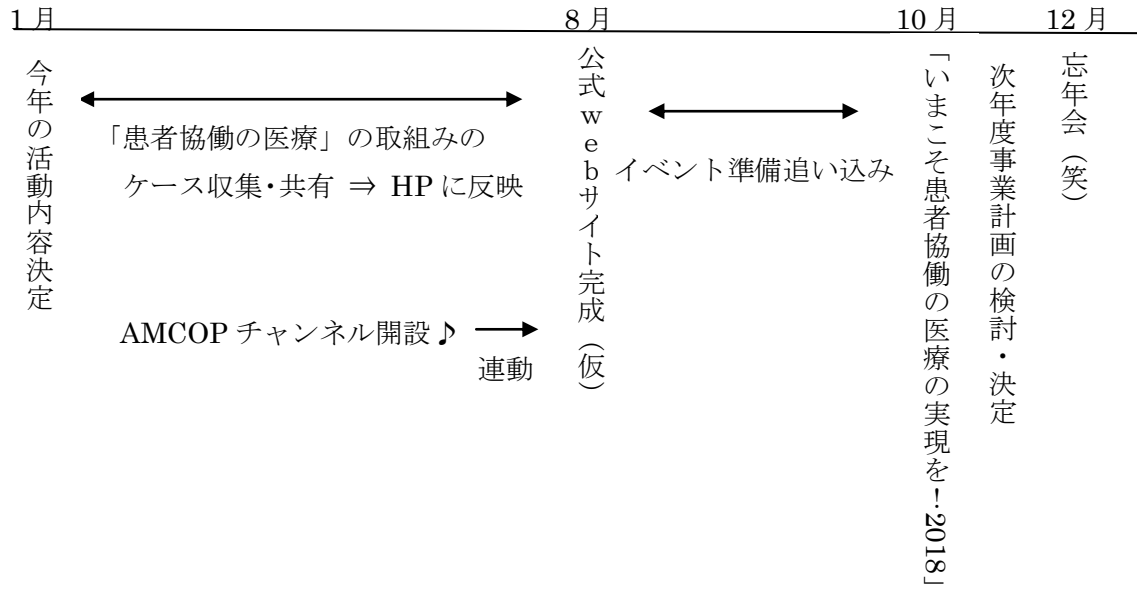 1月
8月
10月
12月
今年の活動内容決定
「患者協働の医療」の取組みの
ケース収集・共有 ⇒ HPに反映
AMCOPチャンネル開設♪
連動
公式webサイト完成(仮)
イベント準備追い込み
「いまこそ患者協働の医療の実現を!2018」
次年度事業計画の検討・決定
忘年会(笑)